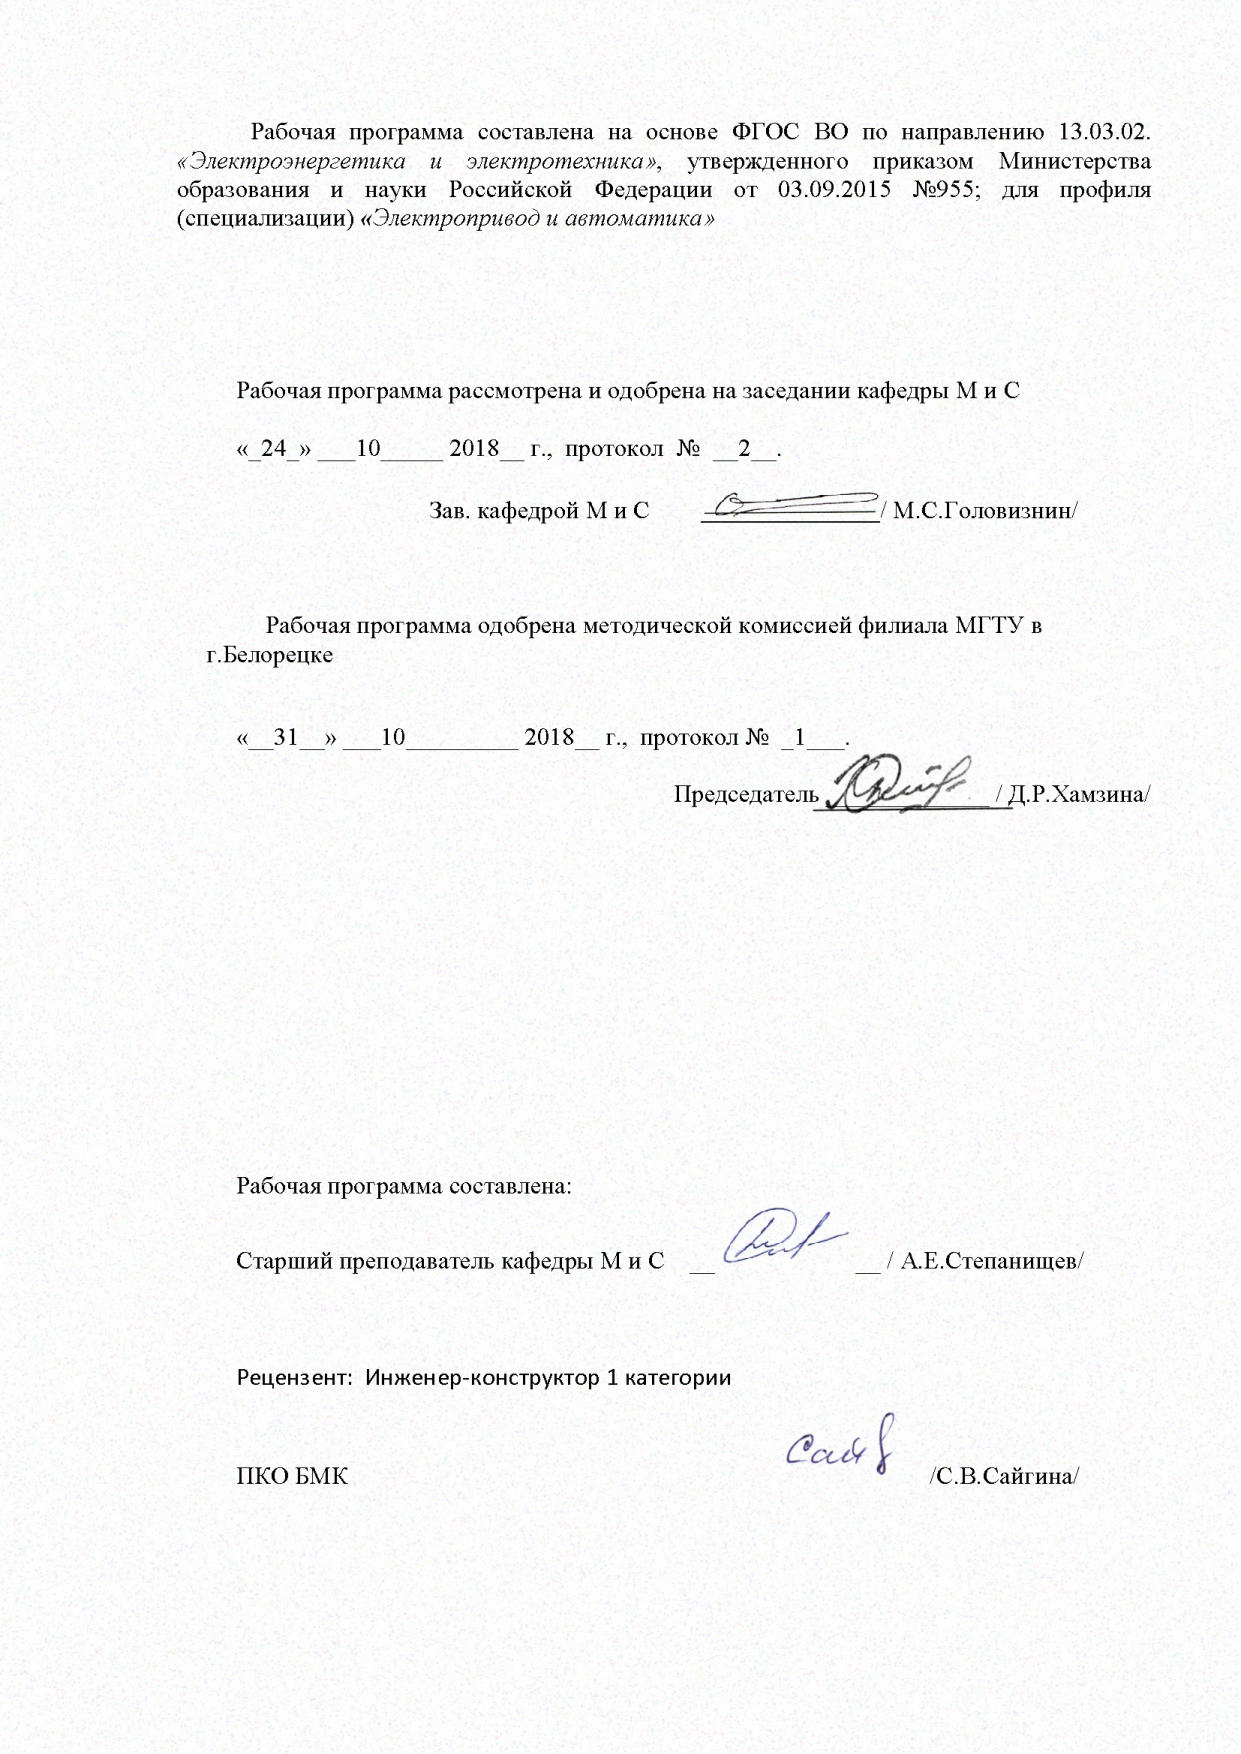 Рабочая программа составлена на основе ФГОС ВО по направлению 13.03.02.
«Электроэнергетика и электротехника», утвержденного приказом Министерства
образования и науки Российской Федерации от 03.09.2015 №955; для профиля
(специализации) «Электропривод и автоматика»
Рабочая программа рассмотрена и одобрена на заседании кафедры М и С
«_24_» ___10_____ 2018__ г., протокол № __2__.
Зав. кафедрой М и С ______________/ М.С.Головизнин/
Рабочая программа одобрена методической комиссией филиала МГТУ в
г.Белорецке
«__31__» ___10_________ 2018__ г., протокол № _1___.
Председатель______________ / Д.Р.Хамзина/
Рабочая программа составлена:
Старший преподаватель кафедры М и С __ __ / А.Е.Степанищев/
Рецензент: Инженер-конструктор 1 категории
ПКО БМК /С.В.Сайгина/